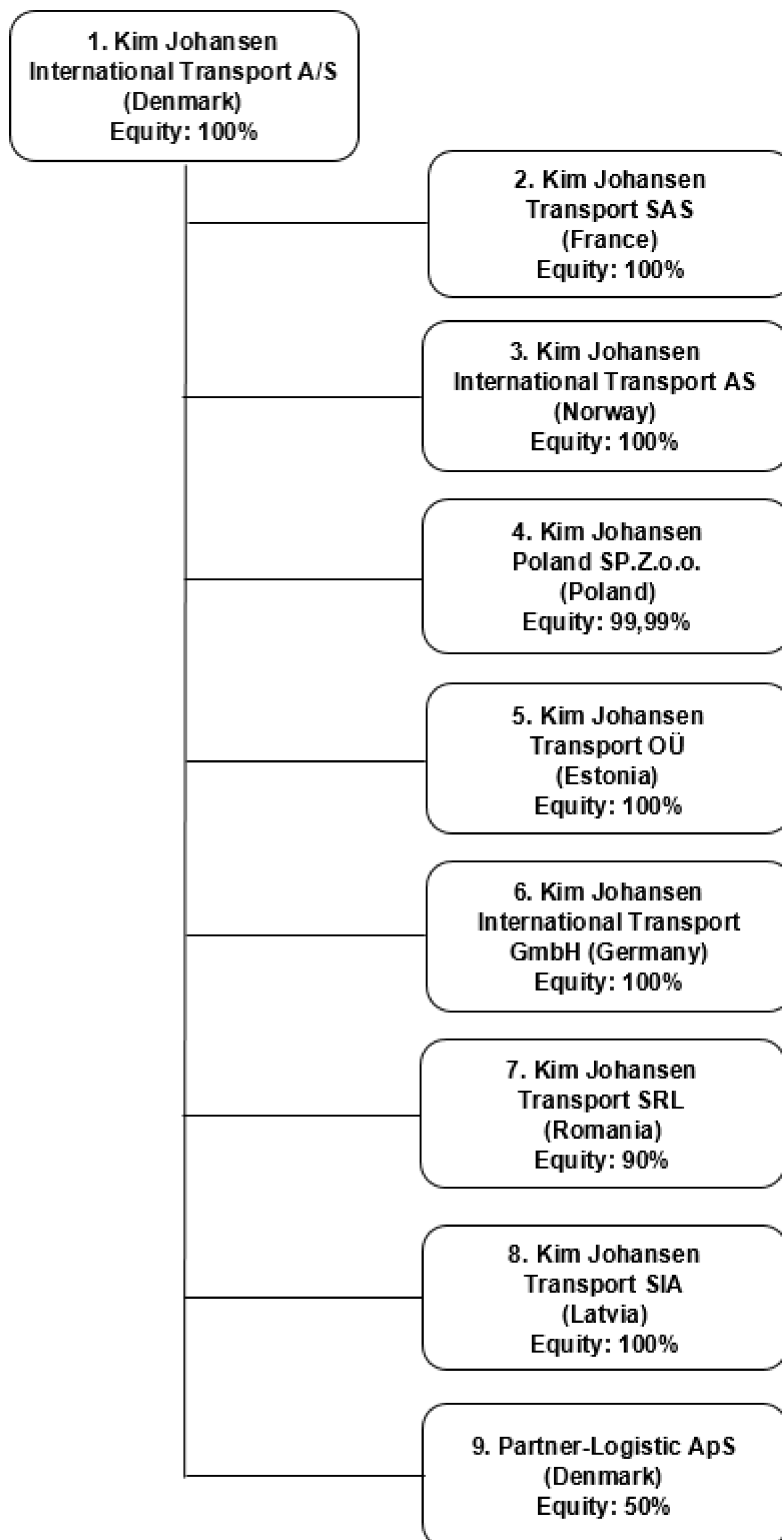 1. Kim Johansen
International Transport A/S
(Denmark)
Equity: 100%
2. Kim Johansen
Transport SAS
(France)
Equity: 100%
3. Kim Johansen
International Transport AS
(Norway)
Equity: 100%
4. Kim Johansen
Poland SP.Z.o.o.
(Poland)
Equity: 99,99%
5. Kim Johansen
Transport OÜ
(Estonia)
Equity: 100%
6. Kim Johansen
International Transport
GmbH (Germany)
Equity: 100%
7. Kim Johansen
Transport SRL
(Romania)
Equity: 90%
8. Kim Johansen
Transport SIA
(Latvia)
Equity: 100%
9. Partner-Logistic ApS
(Denmark)
Equity: 50%